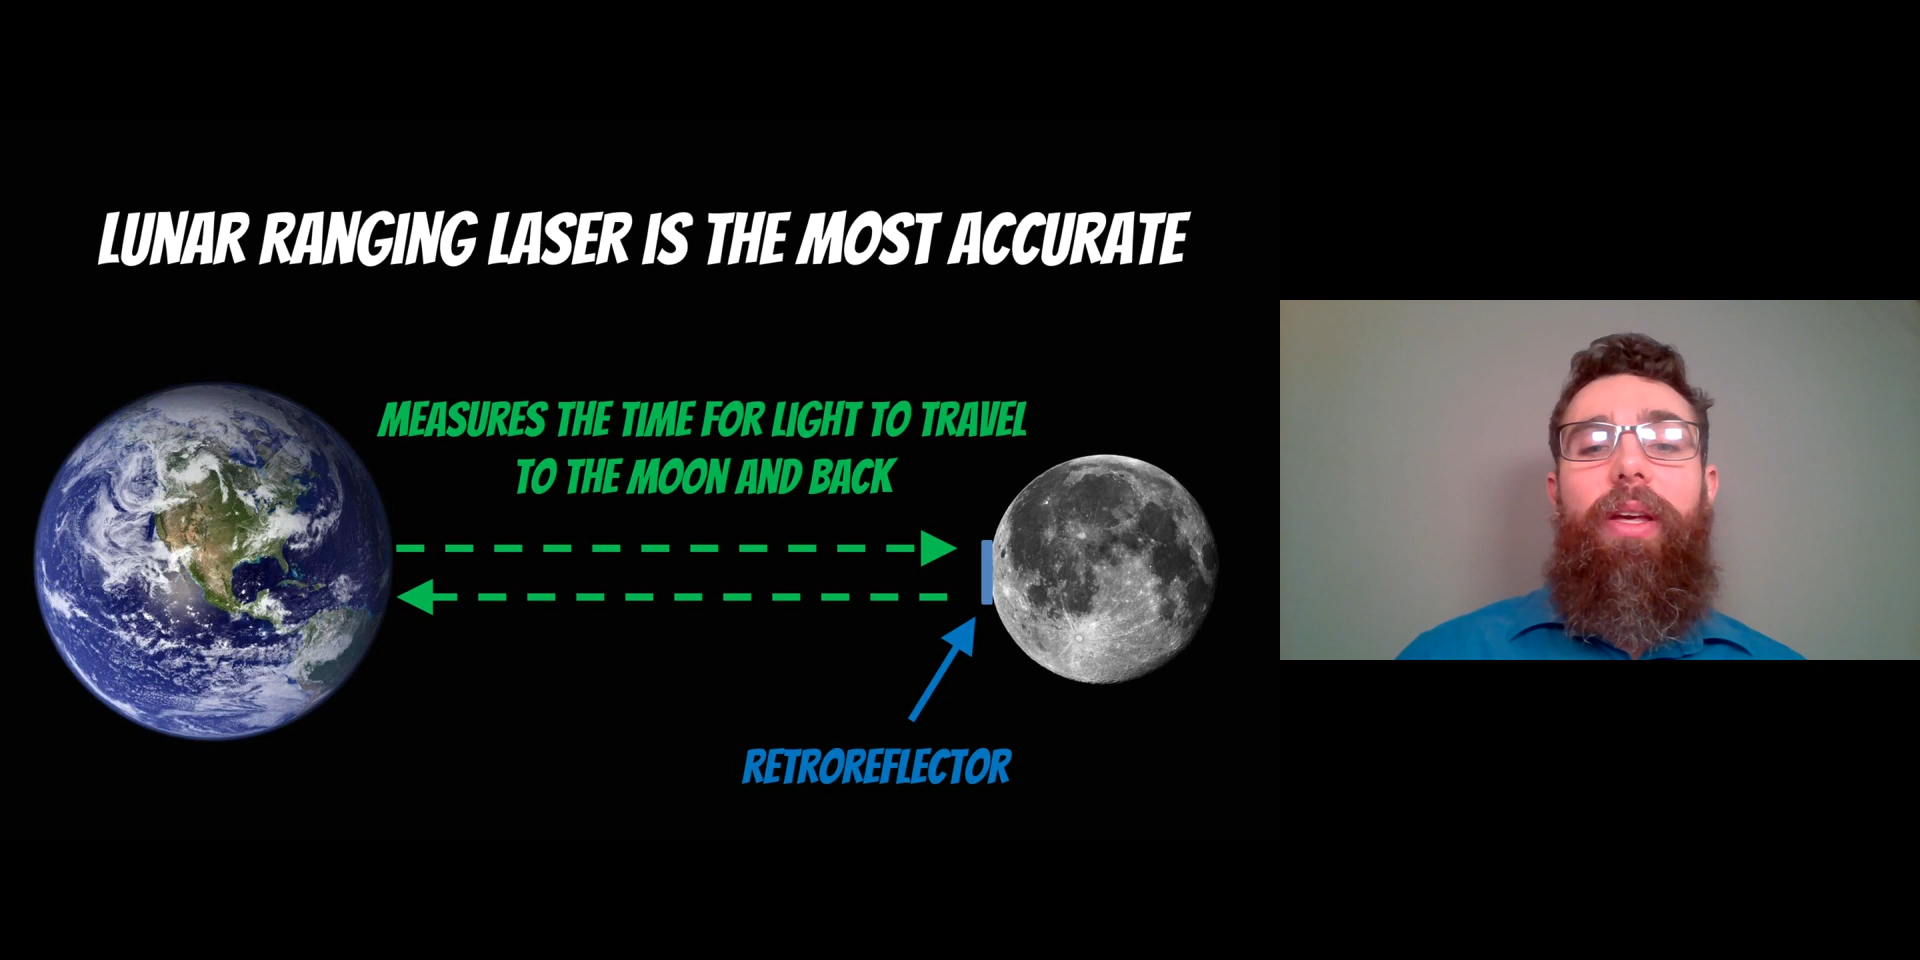 LUNAR RANGING LASER IS THE MOST ACCURATE
MEASURES THE TIME FOR LIGHT TO TRAVEL
TO THE MOON AND BACK
RETROREFLECTOR